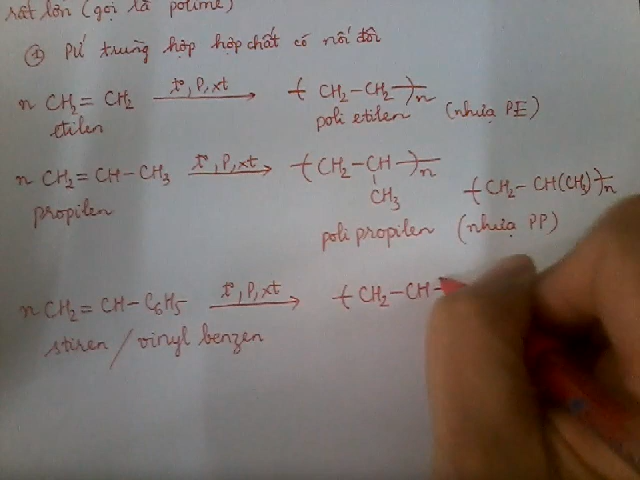 rất lớn (gọi là polime)
① PƯ trùng hợp hợp chất có nối đôi
n CH₂ = CH₂ t°, P, xt → –( CH₂ – CH₂ )–n
etilen poli etilen (nhựa PE)
n CH₂ = CH – CH₃ t°, P, xt → –( CH₂ – CH )–n –( CH₂ – CH(CH₃) )–n
CH₃
propilen poli propilen (nhựa PP)
n CH₂ = CH – C₆H₅ t°, P, xt → –( CH₂ – CH –
stiren / vinyl benzen